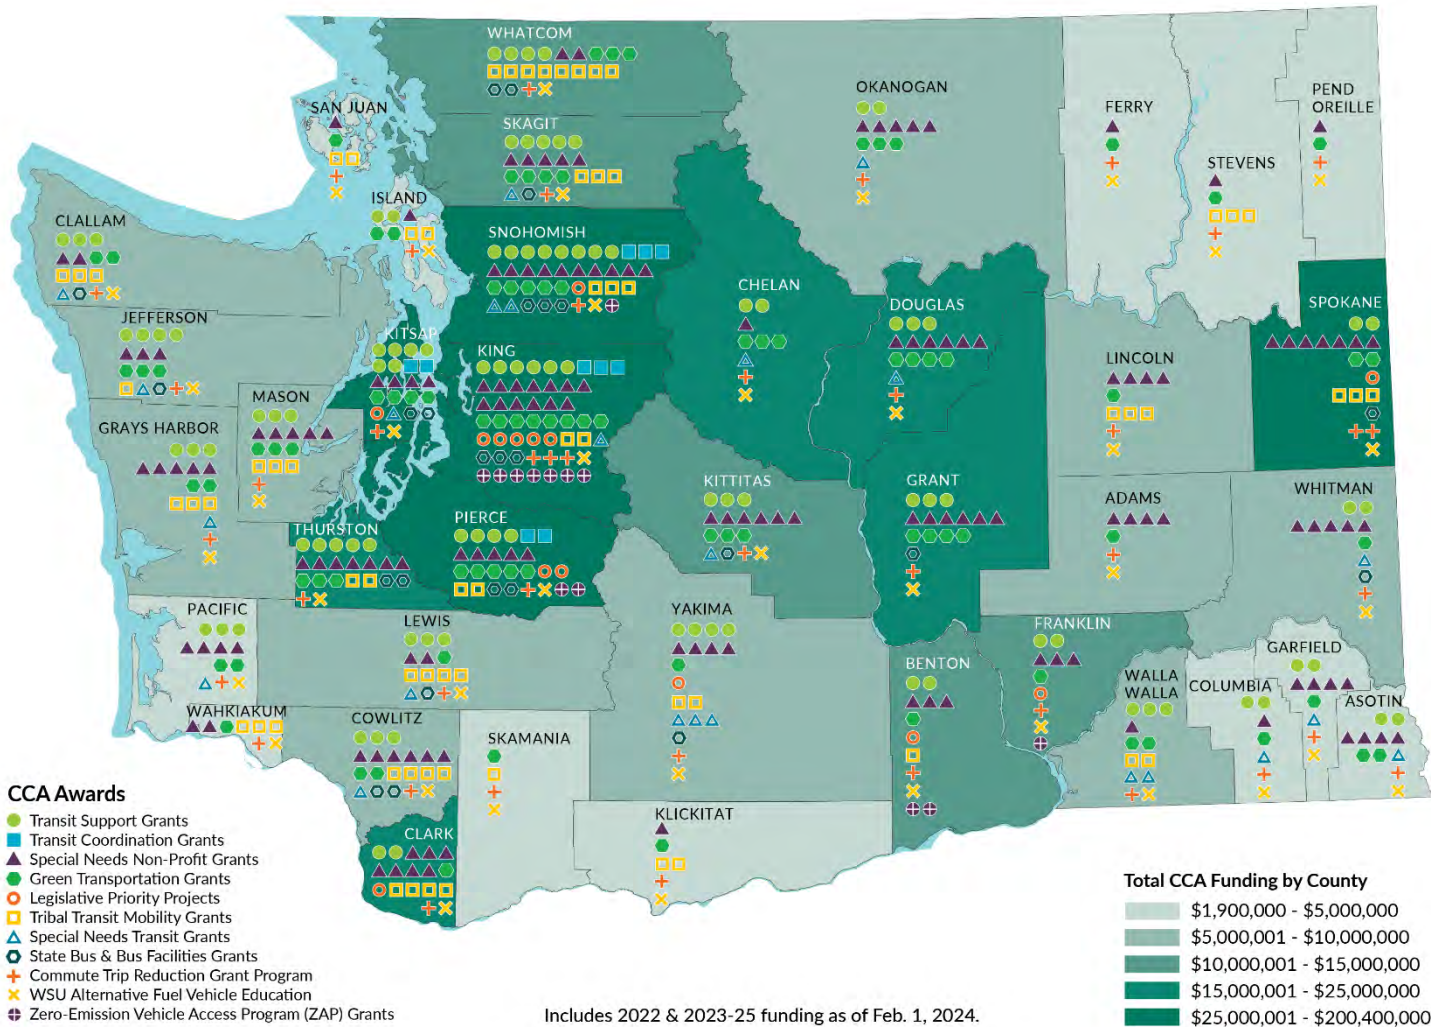 WHATCOM
OKANOGAN
FERRY
PEND
OREILLE
SAN JUAN
SKAGIT
STEVENS
ISLAND
CLALLAM
SNOHOMISH
CHELAN
DOUGLAS
SPOKANE
JEFFERSON
KITSAP
KING
LINCOLN
MASON
GRAYS HARBOR
KITTITAS
GRANT
ADAMS
WHITMAN
THURSTON
PIERCE
PACIFIC
LEWIS
YAKIMA
FRANKLIN
BENTON
GARFIELD
WALLA
WALLA
COLUMBIA
ASOTIN
WAHKIAKUM
COWLITZ
SKAMANIA
KLICKITAT
CLARK
CCA Awards
Transit Support Grants
Transit Coordination Grants
Special Needs Non-Profit Grants
Green Transportation Grants
Legislative Priority Projects
Tribal Transit Mobility Grants
Special Needs Transit Grants
State Bus & Bus Facilities Grants
Commute Trip Reduction Grant Program
WSU Alternative Fuel Vehicle Education
Zero-Emission Vehicle Access Program (ZAP) Grants
Includes 2022 & 2023-25 funding as of Feb. 1, 2024.
Total CCA Funding by County
$1,900,000 - $5,000,000
$5,000,001 - $10,000,000
$10,000,001 - $15,000,000
$15,000,001 - $25,000,000
$25,000,001 - $200,400,000